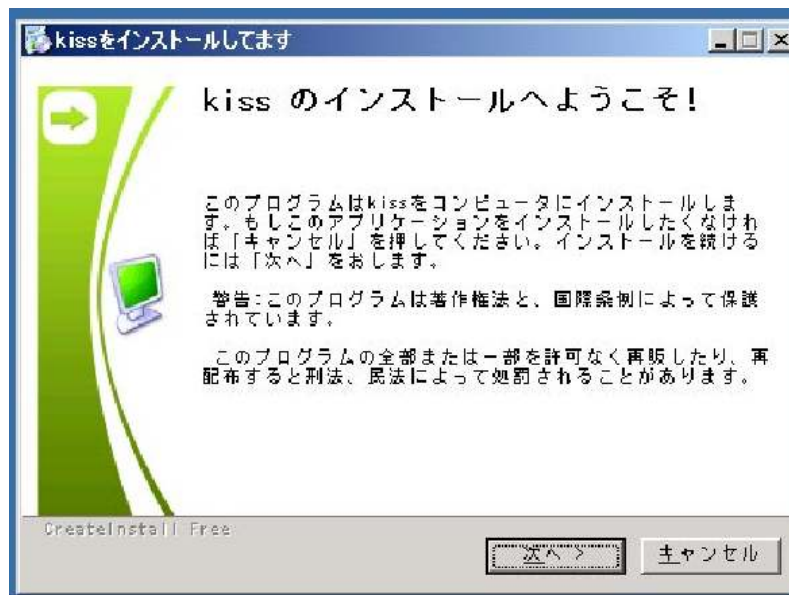 kissをインストールしてます
kiss のインストールへようこそ!
このプログラムはkissをコンピュータにインストールしま
す。もしこのアプリケーションをインストールしたくなけれ
ば「キャンセル」を押してください。インストールを続ける
には「次へ」をおします。
警告:このプログラムは著作権法と、国際条例によって保護
されています。
このプログラムの全部または一部を許可なく再販したり、再
配布すると刑法、民法によって処罰されることがあります。
CreateInstall Free
次へ >
キャンセル